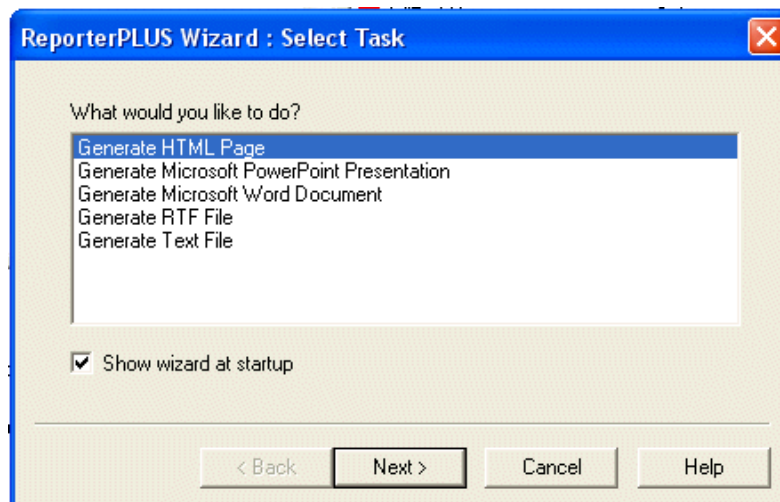 ReporterPLUS Wizard : Select Task
What would you like to do?
Generate HTML Page
Generate Microsoft PowerPoint Presentation
Generate Microsoft Word Document
Generate RTF File
Generate Text File
Show wizard at startup
< Back Next > Cancel Help